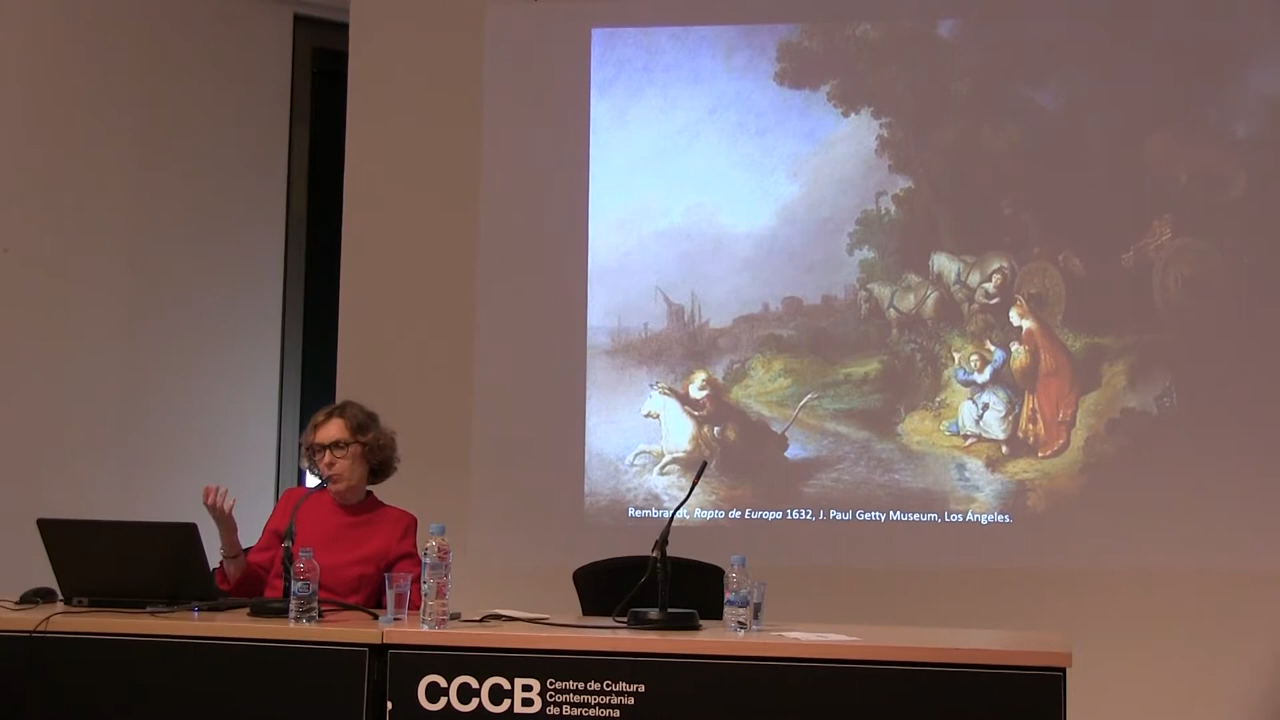 Rembrandt, Rapto de Europa 1632, J. Paul Getty Museum, Los Ángeles.
CCCB
Centre de Cultura
Contemporània
de Barcelona